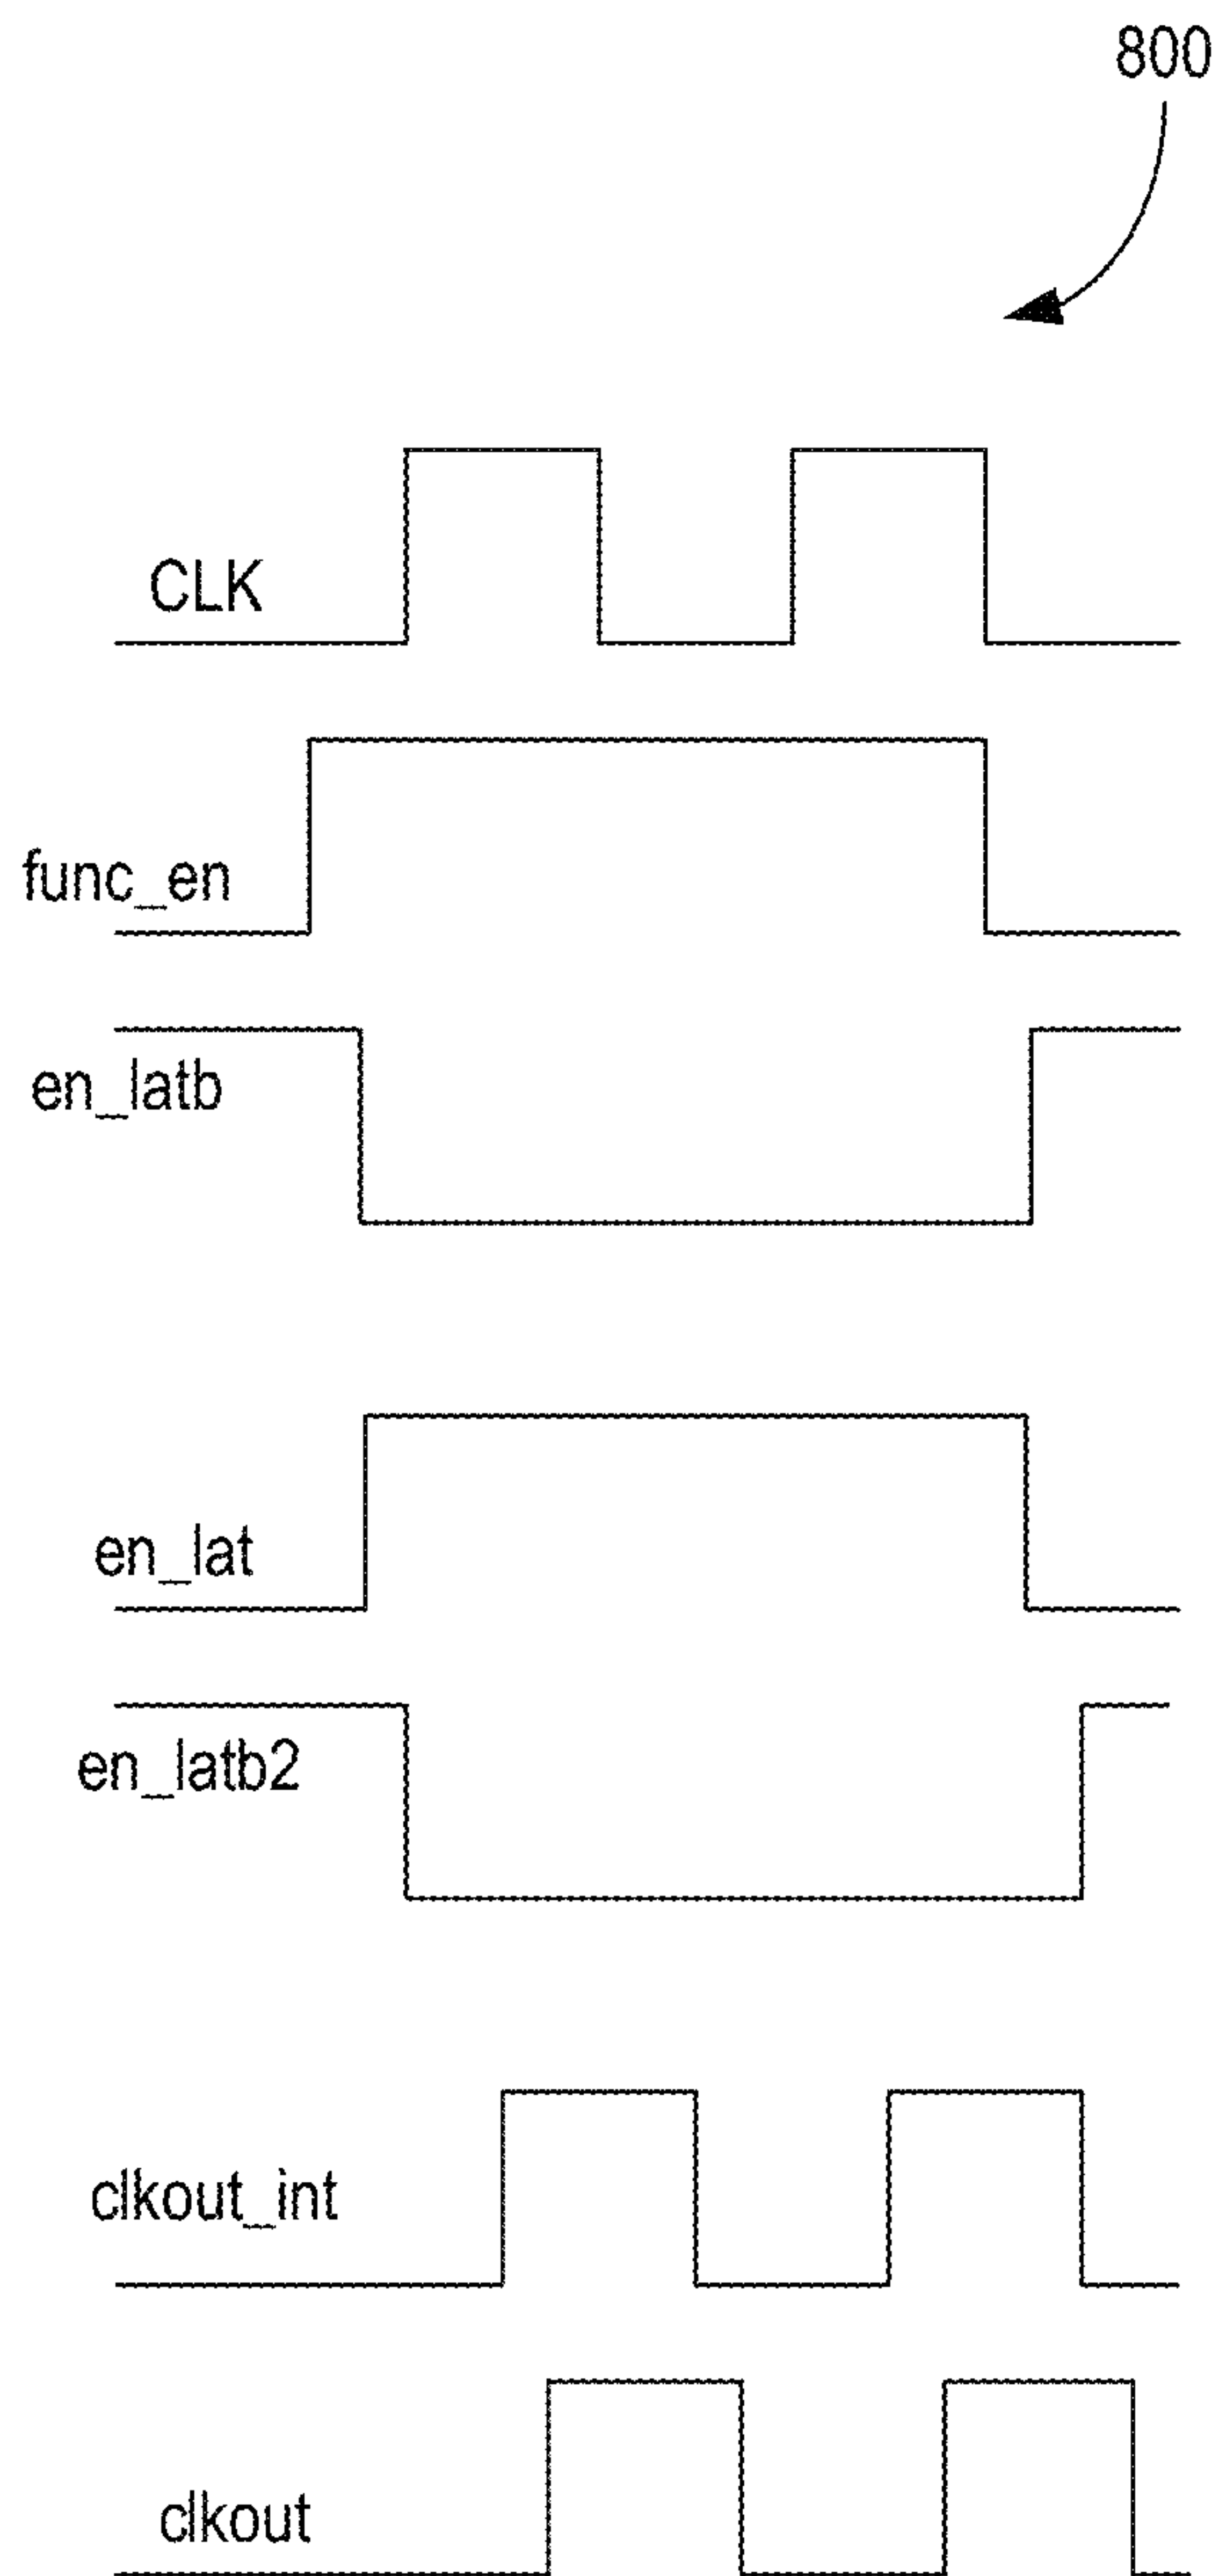 800
CLK
func_en
en_latb
en_lat
en_latb2
clkout_int
clkout